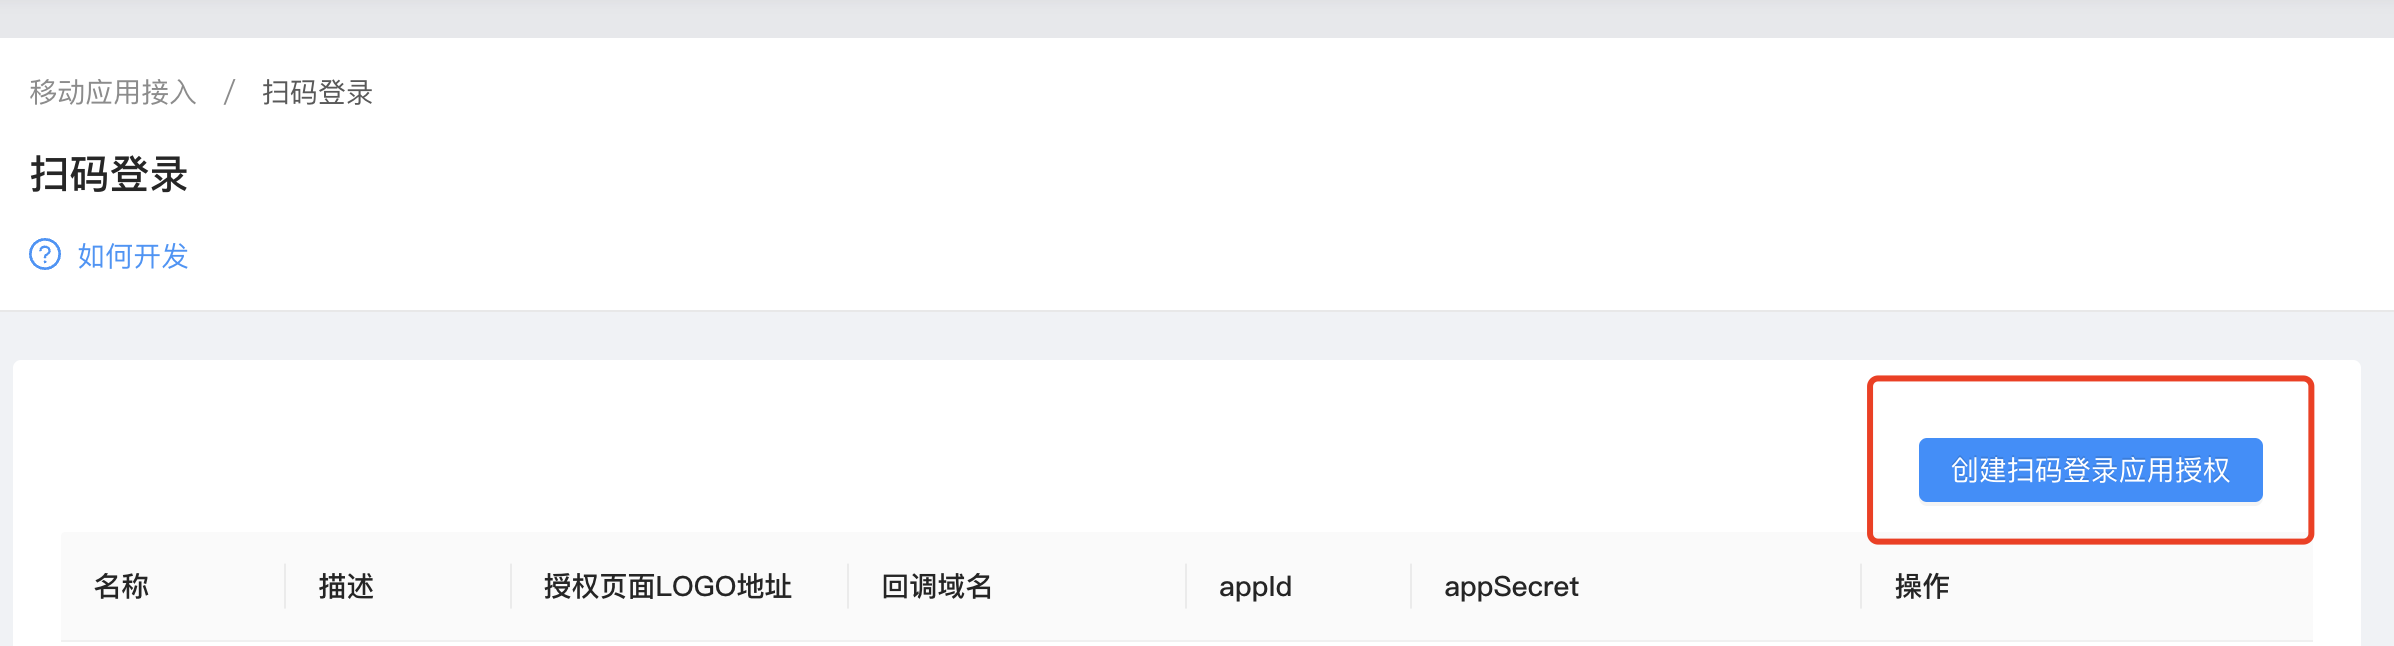 移动应用接入 / 扫码登录
扫码登录
? 如何开发
创建扫码登录应用授权
名称 描述 授权页面LOGO地址 回调域名 appId appSecret 操作